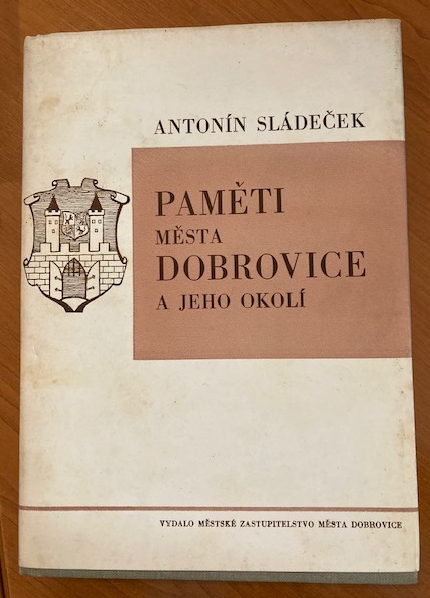 ANTONÍN SLÁDEČEK
PAMĚTI
MĚSTA
DOBROVICE
A JEHO OKOLÍ
VYDALO MĚSTSKÉ ZASTUPITELSTVO MĚSTA DOBROVICE